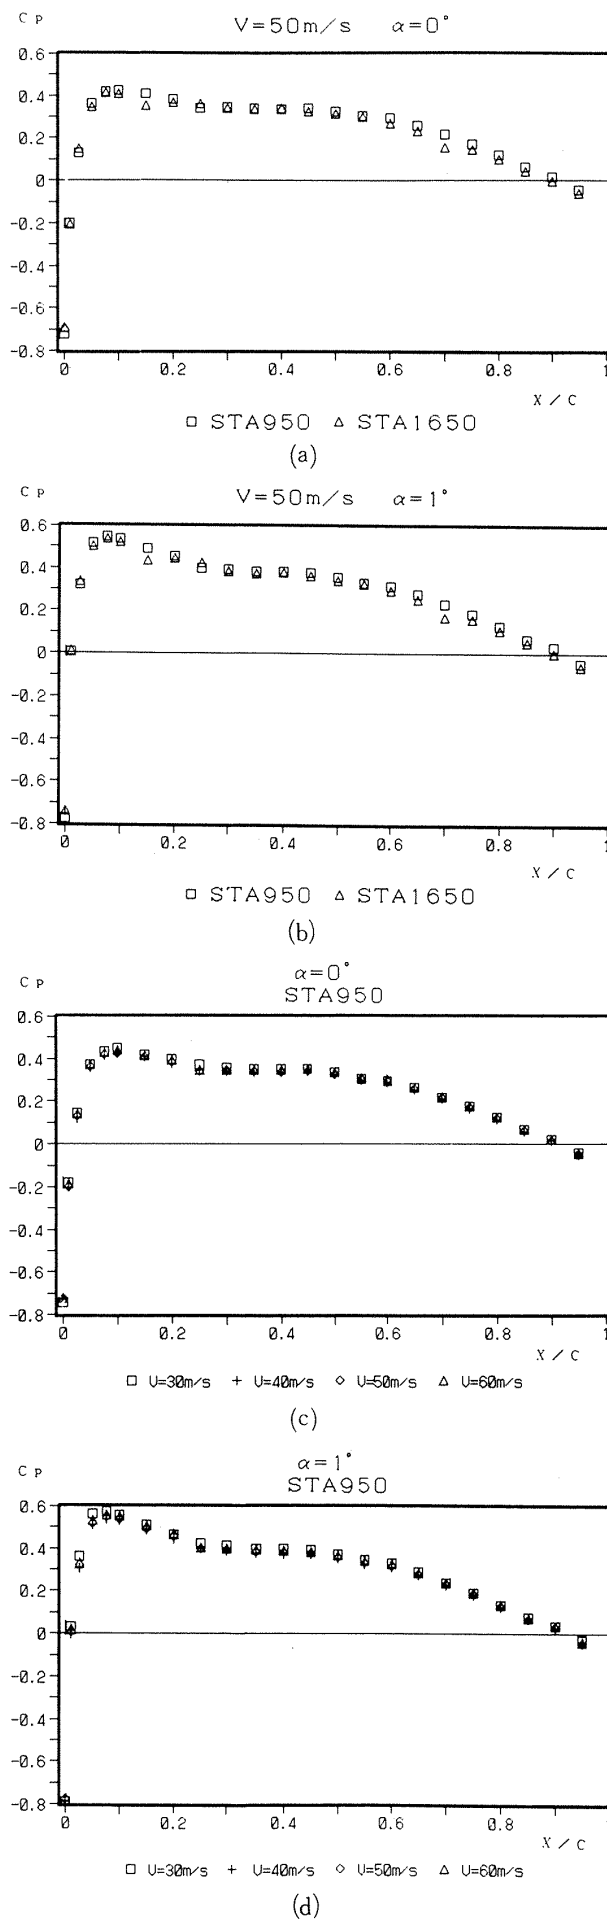 C P
V=50m/s α=0°
0.6
0.4
0.2
0
-0.2
-0.4
-0.6
-0.8
0 0.2 0.4 0.6 0.8 1
X / C
□ STA950 △ STA1650
(a)
C P
V=50m/s α=1°
0.6
0.4
0.2
0
-0.2
-0.4
-0.6
-0.8
0 0.2 0.4 0.6 0.8 1
X / C
□ STA950 △ STA1650
(b)
C P
α=0°
STA950
0.6
0.4
0.2
0
-0.2
-0.4
-0.6
-0.8
0 0.2 0.4 0.6 0.8 1
X / C
□ U=30m/s + U=40m/s ◇ U=50m/s △ U=60m/s
(c)
C P
α=1°
STA950
0.6
0.4
0.2
0
-0.2
-0.4
-0.6
-0.8
0 0.2 0.4 0.6 0.8 1
X / C
□ U=30m/s + U=40m/s ◇ U=50m/s △ U=60m/s
(d)